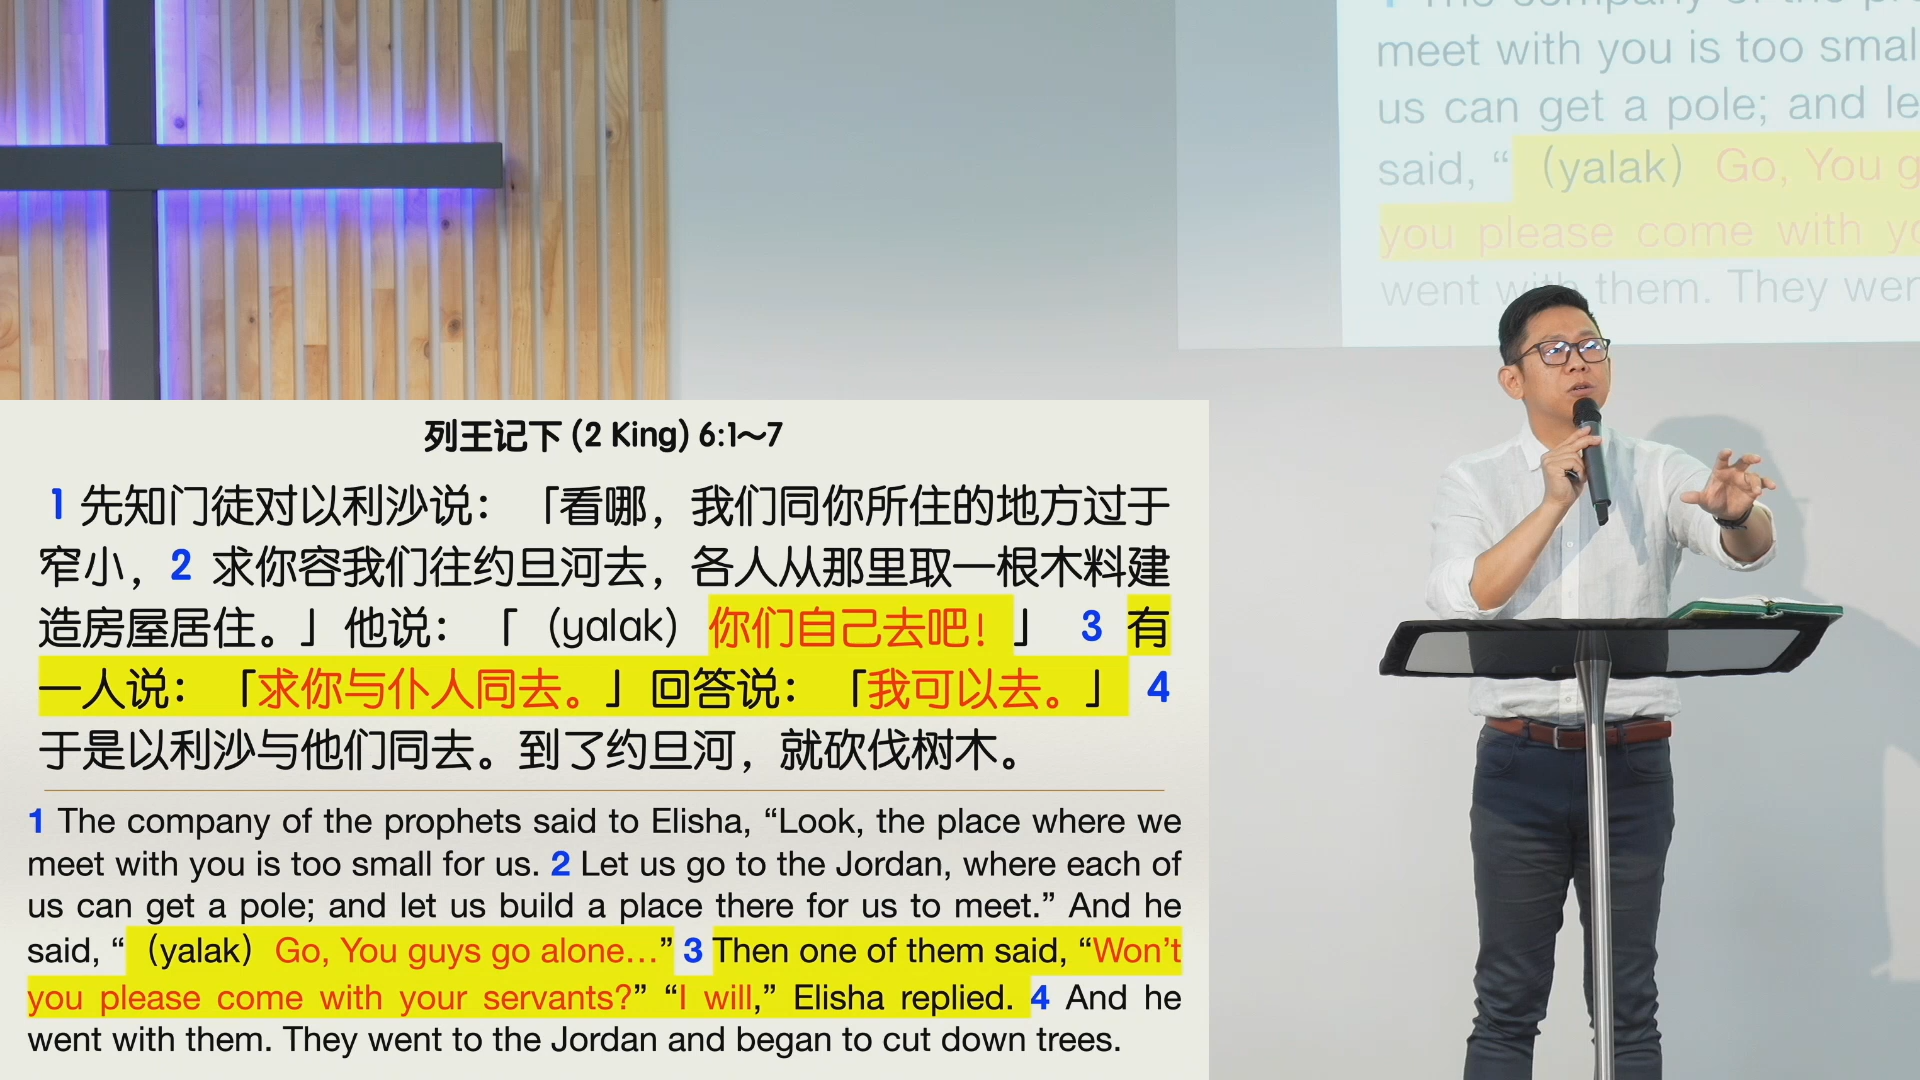 meet with you is too smal
us can get a pole; and le
said, “（yalak）Go, You g
you please come with yo
went with them. They wer
列王记下 (2 King) 6:1～7
1 先知门徒对以利沙说：「看哪，我们同你所住的地方过于
窄小，2 求你容我们往约旦河去，各人从那里取一根木料建
造房屋居住。」他说：「（yalak）你们自己去吧！」 3 有
一人说：「求你与仆人同去。」回答说：「我可以去。」 4
于是以利沙与他们同去。到了约旦河，就砍伐树木。
1 The company of the prophets said to Elisha, “Look, the place where we
meet with you is too small for us. 2 Let us go to the Jordan, where each of
us can get a pole; and let us build a place there for us to meet.” And he
said, “（yalak）Go, You guys go alone…” 3 Then one of them said, “Won’t
you please come with your servants?” “I will,” Elisha replied. 4 And he
went with them. They went to the Jordan and began to cut down trees.